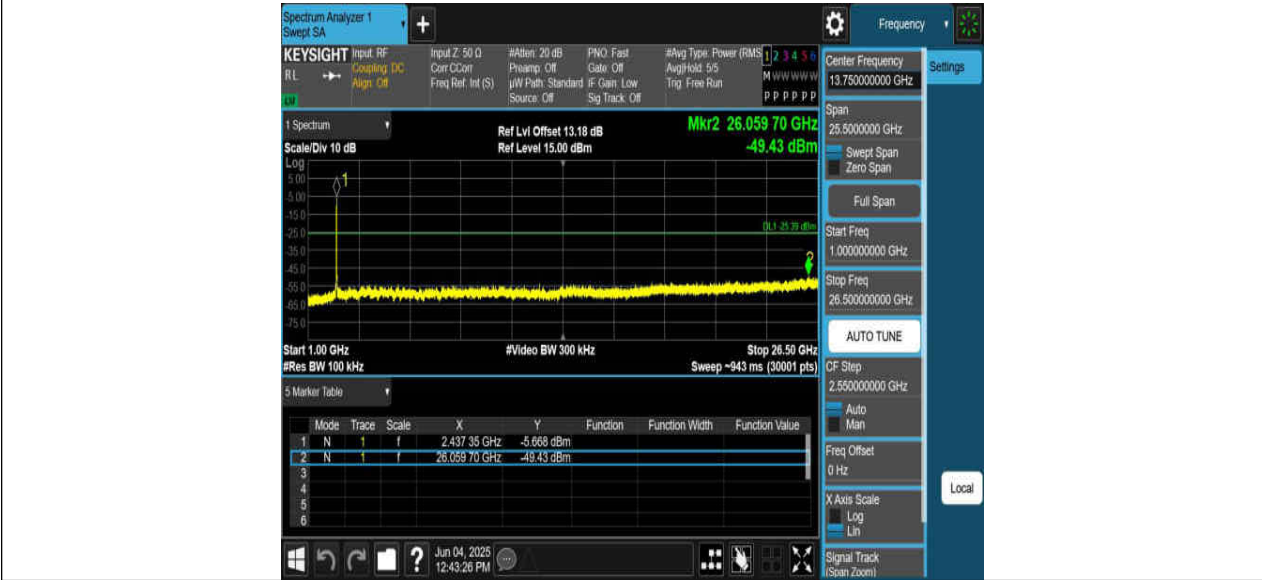 Spectrum Analyzer 1
Swept SA
+
Frequency
KEYSIGHT
RL
Input: RF
Coupling: DC
Align: Off
Input Z: 50 Ω
Corr CCorr
Freq Ref: Int (S)
#Atten: 20 dB
Preamp: Off
µW Path: Standard
Source: Off
PNO: Fast
Gate: Off
IF Gain: Low
Sig Track: Off
#Avg Type: Power (RMS
Avg|Hold: 5/5
Trig: Free Run
1 2 3 4 5 6
M W W W W W
P P P P P P
1 Spectrum
Scale/Div 10 dB
Ref Lvl Offset 13.18 dB
Ref Level 15.00 dBm
Mkr2 26.059 70 GHz
-49.43 dBm
Log
5.00
-5.00
-15.0
-25.0
-35.0
-45.0
-55.0
-65.0
-75.0
1
2
DL1 -25.39 dBm
Start 1.00 GHz
#Video BW 300 kHz
Stop 26.50 GHz
#Res BW 100 kHz
Sweep ~943 ms (30001 pts)
5 Marker Table
Mode Trace Scale X Y Function Function Width Function Value
1 N 1 f 2.437 35 GHz -5.668 dBm
2 N 1 f 26.059 70 GHz -49.43 dBm
3
4
5
6
?
Jun 04, 2025
12:43:26 PM
Center Frequency
13.750000000 GHz
Settings
Span
25.5000000 GHz
Swept Span
Zero Span
Full Span
Start Freq
1.000000000 GHz
Stop Freq
26.500000000 GHz
AUTO TUNE
CF Step
2.550000000 GHz
Auto
Man
Freq Offset
0 Hz
X Axis Scale
Log
Lin
Local
Signal Track
(Span Zoom)